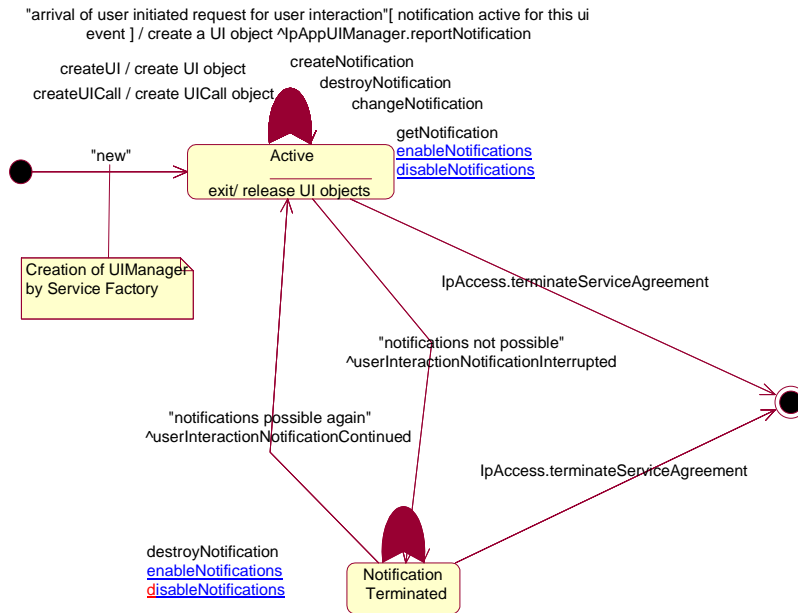 "arrival of user initiated request for user interaction"[ notification active for this ui
event ] / create a UI object ^IpAppUIManager.reportNotification
createUI / create UI object
createUICall / create UICall object
createNotification
destroyNotification
changeNotification
getNotification
enableNotifications
disableNotifications
"new"
Active
exit/ release UI objects
Creation of UIManager
by Service Factory
IpAccess.terminateServiceAgreement
"notifications not possible"
^userInteractionNotificationInterrupted
"notifications possible again"
^userInteractionNotificationContinued
IpAccess.terminateServiceAgreement
destroyNotification
enableNotifications
disableNotifications
Notification
Terminated